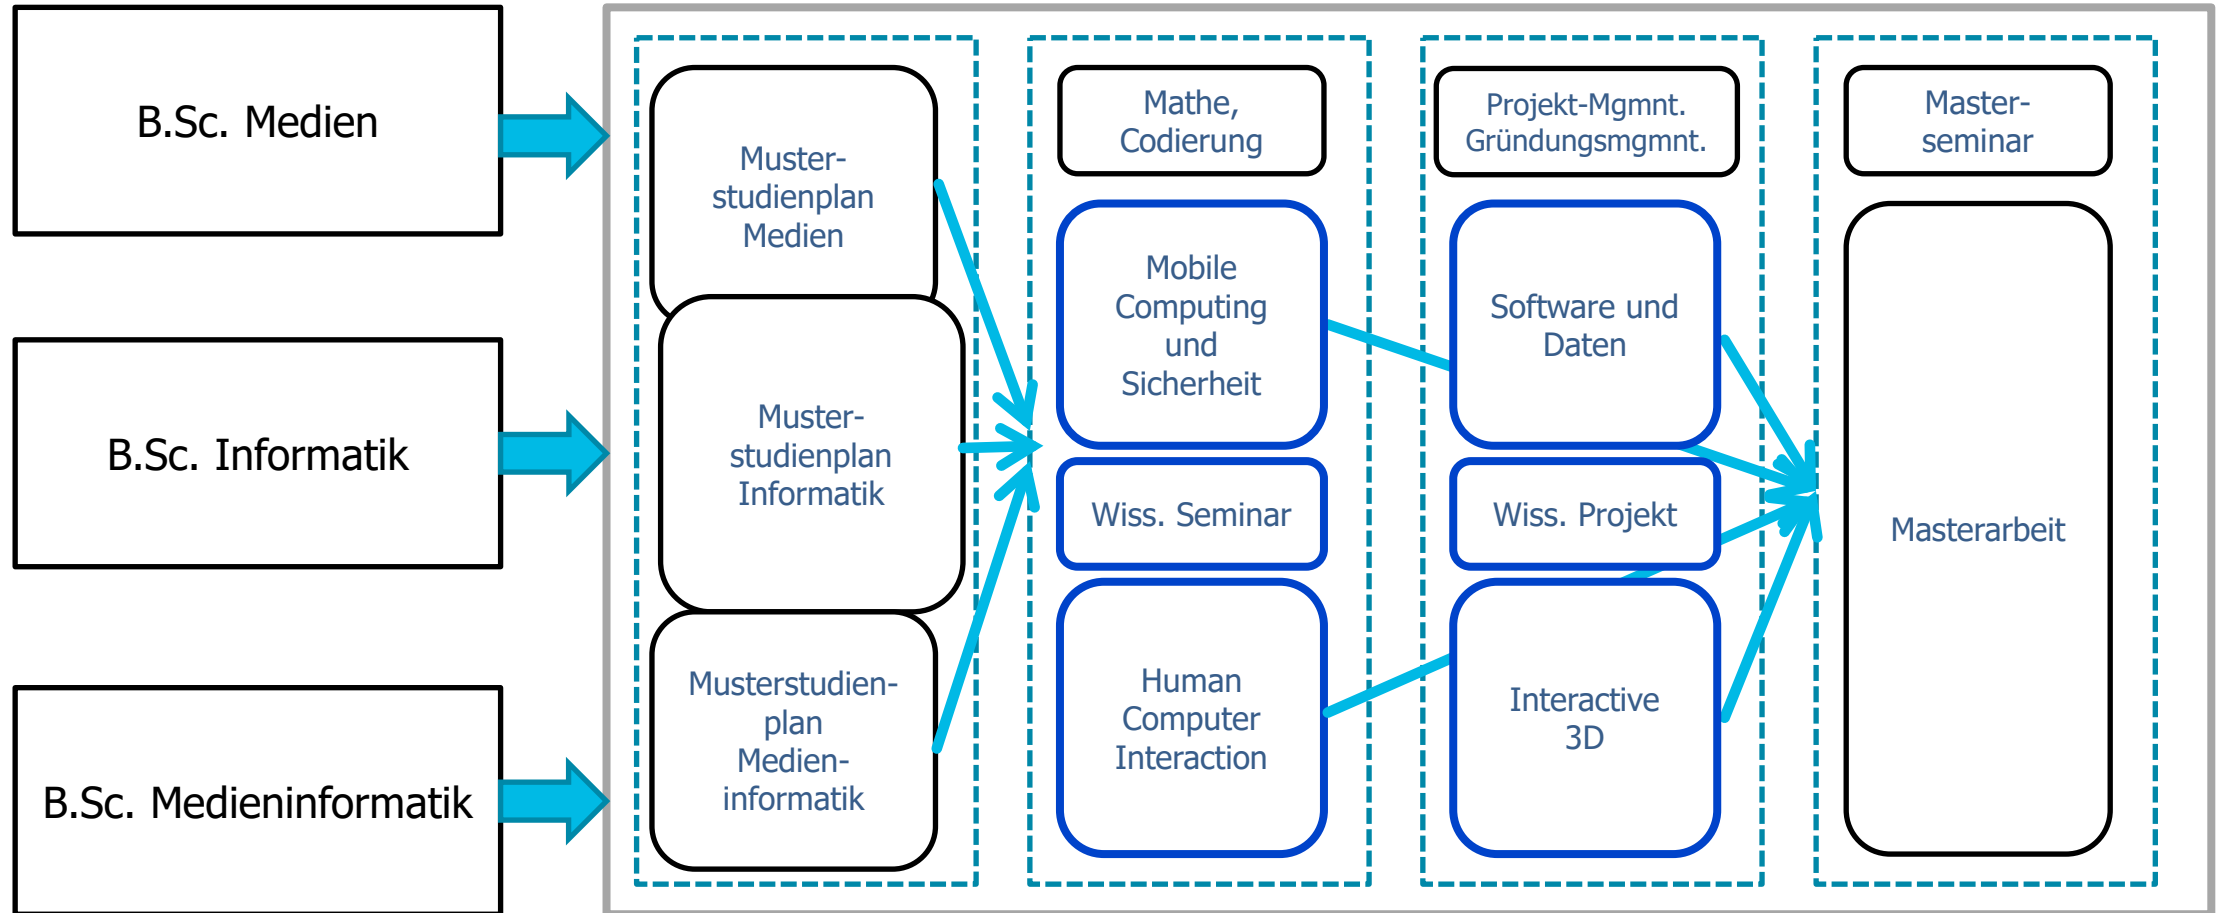 B.Sc. Medien
B.Sc. Informatik
B.Sc. Medieninformatik
Muster-
studienplan
Medien
Muster-
studienplan
Informatik
Musterstudien-
plan
Medien-
informatik
Mathe,
Codierung
Mobile
Computing
und
Sicherheit
Wiss. Seminar
Human
Computer
Interaction
Projekt-Mgmnt.
Gründungsmgmnt.
Software und
Daten
Wiss. Projekt
Interactive
3D
Master-
seminar
Masterarbeit